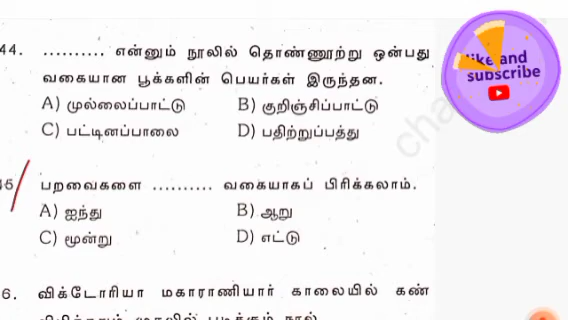 44. .......... என்னும் நூலில் தொண்ணூற்று ஒன்பது
வகையான பூக்களின் பெயர்கள் இருந்தன.
A) முல்லைப்பாட்டு B) குறிஞ்சிப்பாட்டு
C) பட்டினப்பாலை D) பதிற்றுப்பத்து
like and
subscribe
45 பறவைகளை .......... வகையாகப் பிரிக்கலாம்.
A) ஐந்து B) ஆறு
C) மூன்று D) எட்டு
6. விக்டோரியா மகாராணியார் காலையில் கண்